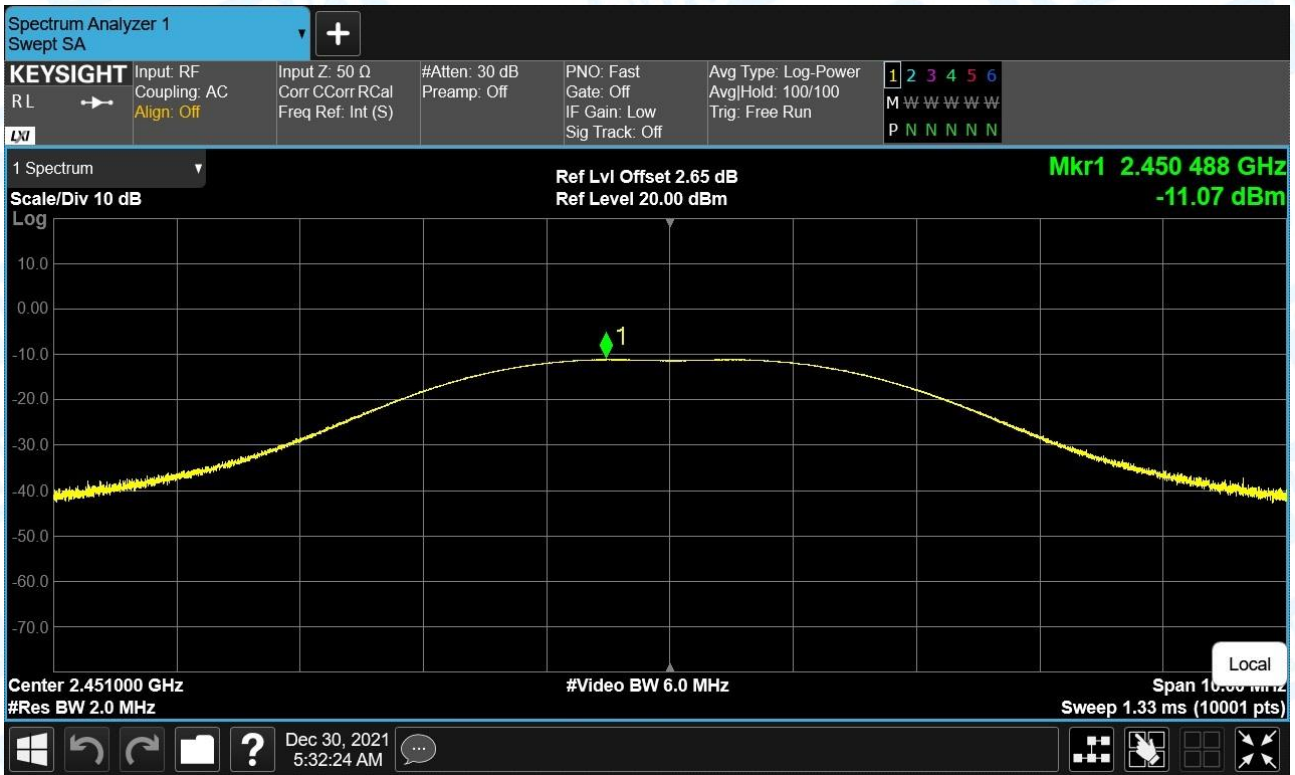 Spectrum Analyzer 1
Swept SA
+
KEYSIGHT
R L
LXI
Input: RF
Coupling: AC
Align: Off
Input Z: 50 Ω
Corr CCorr RCal
Freq Ref: Int (S)
#Atten: 30 dB
Preamp: Off
PNO: Fast
Gate: Off
IF Gain: Low
Sig Track: Off
Avg Type: Log-Power
Avg|Hold: 100/100
Trig: Free Run
1 2 3 4 5 6
M W W W W W
P N N N N N
1 Spectrum
Scale/Div 10 dB
Log
Ref Lvl Offset 2.65 dB
Ref Level 20.00 dBm
Mkr1 2.450 488 GHz
-11.07 dBm
10.0
0.00
-10.0
-20.0
-30.0
-40.0
-50.0
-60.0
-70.0
1
Local
Center 2.451000 GHz
#Video BW 6.0 MHz
Span 10.00 MHz
#Res BW 2.0 MHz
Sweep 1.33 ms (10001 pts)
?
Dec 30, 2021
5:32:24 AM